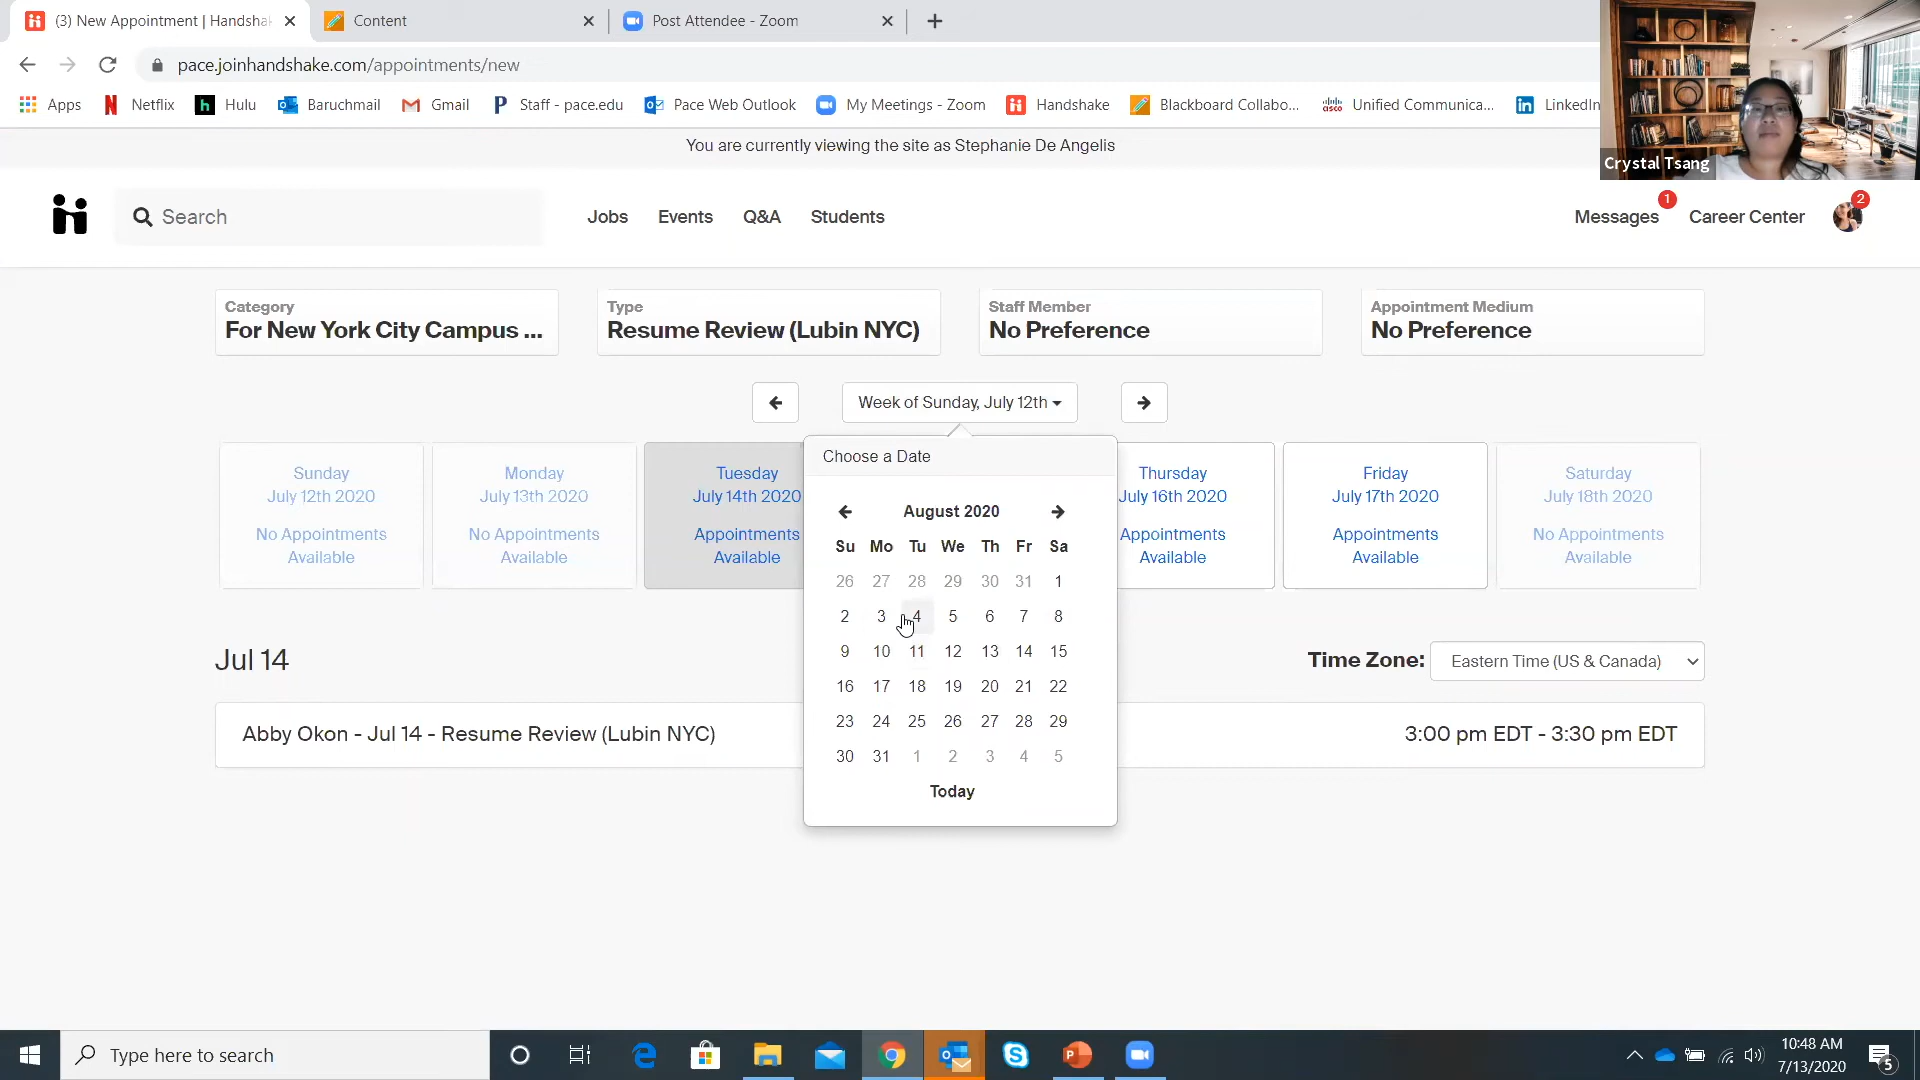 (3) New Appointment | Handsha
Content
Post Attendee - Zoom
pace.joinhandshake.com/appointments/new
Apps
Netflix
Hulu
Baruchmail
Gmail
Staff - pace.edu
Pace Web Outlook
My Meetings - Zoom
Handshake
Blackboard Collabo...
Unified Communica...
LinkedIn
Crystal Tsang
You are currently viewing the site as Stephanie De Angelis
Search
Jobs
Events
Q&A
Students
Messages
1
Career Center
2
Category
For New York City Campus ...
Type
Resume Review (Lubin NYC)
Staff Member
No Preference
Appointment Medium
No Preference
Week of Sunday, July 12th
Sunday
July 12th 2020
No Appointments
Available
Monday
July 13th 2020
No Appointments
Available
Tuesday
July 14th 2020
Appointments
Available
Thursday
July 16th 2020
Appointments
Available
Friday
July 17th 2020
Appointments
Available
Saturday
July 18th 2020
No Appointments
Available
Choose a Date
August 2020
Su Mo Tu We Th Fr Sa
26 27 28 29 30 31 1
2 3 4 5 6 7 8
9 10 11 12 13 14 15
16 17 18 19 20 21 22
23 24 25 26 27 28 29
30 31 1 2 3 4 5
Today
Jul 14
Time Zone: Eastern Time (US & Canada)
Abby Okon - Jul 14 - Resume Review (Lubin NYC)
3:00 pm EDT - 3:30 pm EDT
Type here to search
10:48 AM
7/13/2020
5